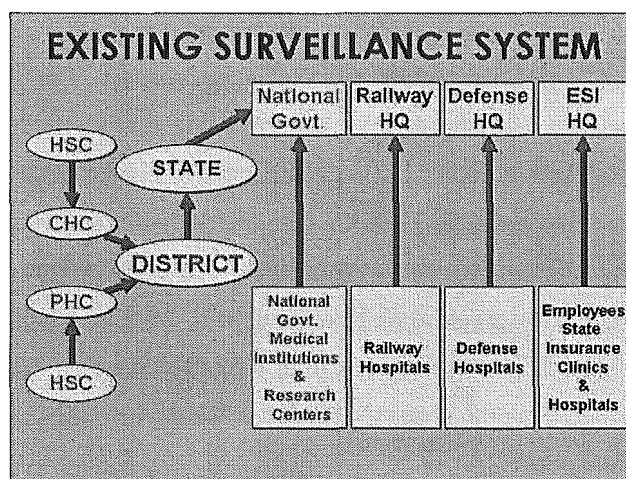 EXISTING SURVEILLANCE SYSTEM
National
Govt.
Railway
HQ
Defense
HQ
ESI
HQ
HSC
STATE
CHC
DISTRICT
PHC
HSC
National
Govt.
Medical
Institutions
&
Research
Centers
Railway
Hospitals
Defense
Hospitals
Employees
State
Insurance
Clinics
&
Hospitals